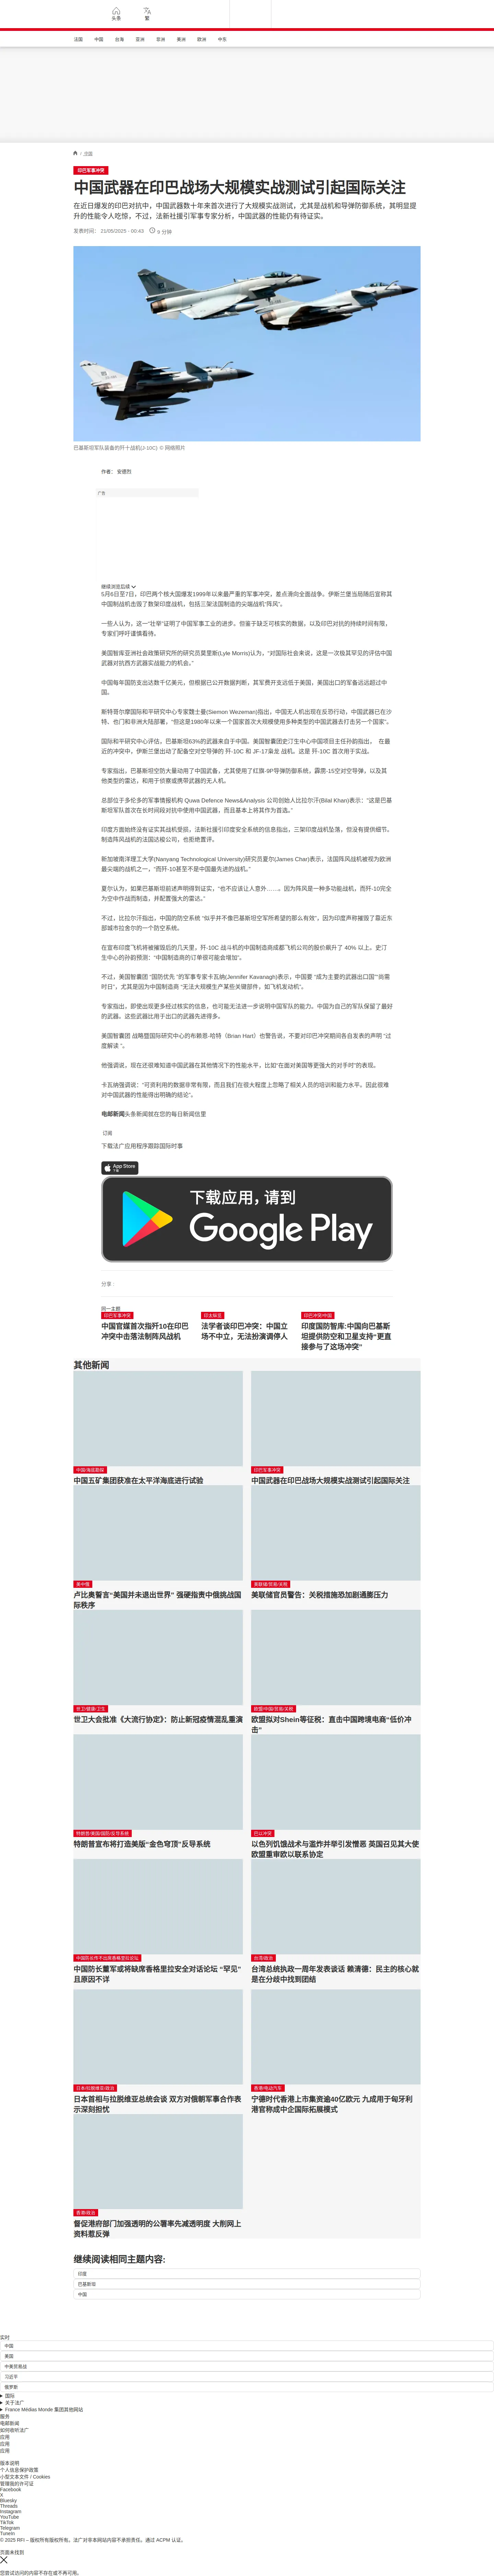 头条
繁
法国
中国
台海
亚洲
非洲
美洲
欧洲
中东
/ 中国
印巴军事冲突
中国武器在印巴战场大规模实战测试引起国际关注
在近日爆发的印巴对抗中，中国武器数十年来首次进行了大规模实战测试，尤其是战机和导弹防御系统，其明显提升的性能令人吃惊，不过，法新社援引军事专家分析，中国武器的性能仍有待证实。
发表时间： 21/05/2025 - 00:43
6 分钟
巴基斯坦军队装备的歼十战机(J-10C) © 网络照片
作者： 安德烈
广告
继续浏览后续
5月6日至7日，印巴两个核大国爆发1999年以来最严重的军事冲突，差点滑向全面战争。伊斯兰堡当局随后宣称其中国制战机击毁了数架印度战机，包括三架法国制造的尖端战机“阵风”。
一些人认为，这一“壮举”证明了中国军事工业的进步。但鉴于缺乏可核实的数据，以及印巴对抗的持续时间有限，专家们呼吁谨慎看待。
美国智库亚洲社会政策研究所的研究员莫里斯(Lyle Morris)认为，“对国际社会来说，这是一次极其罕见的评估中国武器对抗西方武器实战能力的机会。”
中国每年国防支出达数千亿美元，但根据已公开数据判断，其军费开支远低于美国，美国出口的军备远远超过中国。
斯特哥尔摩国际和平研究中心专家魏士曼(Siemon Wezeman)指出，中国无人机出现在反恐行动，中国武器已在沙特、也门和非洲大陆部署，“但这是1980年以来一个国家首次大规模使用多种类型的中国武器去打击另一个国家”。
国际和平研究中心评估，巴基斯坦63%的武器来自于中国。美国智囊团史汀生中心中国项目主任孙韵指出， 在最近的冲突中，伊斯兰堡出动了配备空对空导弹的 歼-10C 和 JF-17枭龙 战机。这是 歼-10C 首次用于实战。
专家指出，巴基斯坦空防大量动用了中国武备，尤其使用了红旗-9P导弹防御系统，霹雳-15空对空导弹，以及其他类型的雷达，和用于侦察或携带武器的无人机。
总部位于多伦多的军事情报机构 Quwa Defence News&Analysis 公司创始人比拉尔汗(Bilal Khan)表示：“这是巴基斯坦军队首次在长时间段对抗中使用中国武器，而且基本上将其作为首选。”
印度方面始终没有证实其战机受损，法新社援引印度安全系统的信息指出，三架印度战机坠落，但没有提供细节。制造阵风战机的法国达梭公司，也拒绝置评。
新加坡南洋理工大学(Nanyang Technological University)研究员夏尔(James Char)表示，法国阵风战机被视为欧洲最尖端的战机之一，“而歼-10甚至不是中国最先进的战机。”
夏尔认为，如果巴基斯坦前述声明得到证实，“也不应该让人意外……。因为阵风是一种多功能战机，而歼-10完全为空中作战而制造，并配置强大的雷达。”
不过，比拉尔汗指出，中国的防空系统 “似乎并不像巴基斯坦空军所希望的那么有效”，因为印度声称摧毁了靠近东部城市拉舍尔的一个防空系统。
在宣布印度飞机将被摧毁后的几天里，歼-10C 战斗机的中国制造商成都飞机公司的股价飙升了 40% 以上。史汀生中心的孙韵预测：“中国制造商的订单很可能会增加”。
不过，美国智囊团 “国防优先 ”的军事专家卡瓦纳(Jennifer Kavanagh)表示，中国要 “成为主要的武器出口国”“尚需时日”，尤其是因为中国制造商 “无法大规模生产某些关键部件，如飞机发动机”。
专家指出，即使出现更多经过核实的信息，也可能无法进一步说明中国军队的能力。中国为自己的军队保留了最好的武器。这些武器比用于出口的武器先进得多。
美国智囊团 战略暨国际研究中心的布赖恩-哈特（Brian Hart）也警告说，不要对印巴冲突期间各自发表的声明 “过度解读 ”。
他强调说，现在还很难知道中国武器在其他情况下的性能水平，比如“在面对美国等更强大的对手时”的表现。
卡瓦纳强调说：“可资利用的数据非常有限，而且我们在很大程度上忽略了相关人员的培训和能力水平。因此很难对中国武器的性能得出明确的结论”。
电邮新闻头条新闻就在您的每日新闻信里
订阅
下载法广应用程序跟踪国际时事
App Store
下载
下载应用，请到
Google Play
分享 :
同一主题
印巴军事冲突
中国官媒首次指歼10在印巴冲突中击落法制阵风战机
印太纵览
法学者谈印巴冲突：中国立场不中立，无法扮演调停人
印巴冲突/中国
印度国防智库:中国向巴基斯坦提供防空和卫星支持“更直接参与了这场冲突”
其他新闻
中国/海底勘探
中国五矿集团获准在太平洋海底进行试验
印巴军事冲突
中国武器在印巴战场大规模实战测试引起国际关注
美中俄
卢比奥誓言“美国并未退出世界” 强硬指责中俄挑战国际秩序
美联储/贸易/关税
美联储官员警告：关税措施恐加剧通膨压力
世卫/健康/卫生
世卫大会批准《大流行协定》：防止新冠疫情混乱重演
欧盟/中国/贸易/关税
欧盟拟对Shein等征税：直击中国跨境电商“低价冲击”
特朗普/美国/国防/反导系统
特朗普宣布将打造美版“金色穹顶”反导系统
巴以冲突
以色列饥饿战术与滥炸并举引发憎恶 英国召见其大使 欧盟重审欧以联系协定
中国防长传不出席香格里拉论坛
中国防长董军或将缺席香格里拉安全对话论坛 “罕见”且原因不详
台湾/政治
台湾总统执政一周年发表谈话 赖清德：民主的核心就是在分歧中找到团结
日本/拉脱维亚/政治
日本首相与拉脱维亚总统会谈 双方对俄朝军事合作表示深刻担忧
香港/电动汽车
宁德时代香港上市集资逾40亿欧元 九成用于匈牙利 港官称成中企国际拓展模式
香港/政治
督促港府部门加强透明的公署率先减透明度 大削网上资料惹反弹
继续阅读相同主题内容:
印度
巴基斯坦
中国
实时
中国
美国
中美贸易战
习近平
俄罗斯
国际
关于法广
France Médias Monde 集团其他网站
服务
电邮新闻
如何收听法广
应用
应用
应用
版本说明
个人信息保护政策
小型文本文件 / Cookies
管理我的许可证
Facebook
X
Bluesky
Threads
Instagram
YouTube
TikTok
Telegram
TuneIn
© 2025 RFI – 版权所有版权所有。法广对非本网站内容不承担责任。通过 ACPM 认证。
页面未找到
您尝试访问的内容不存在或不再可用。